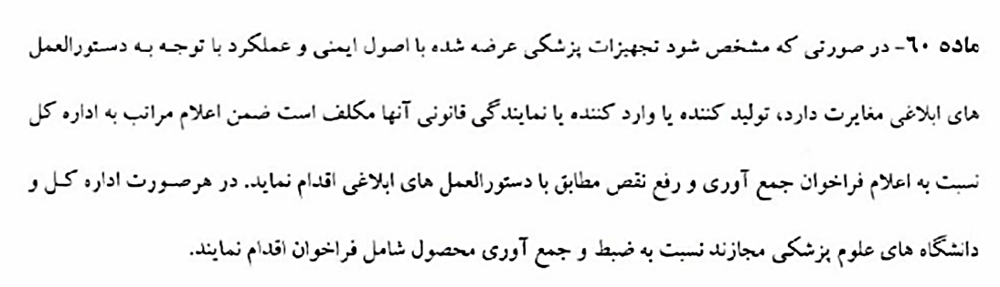 ماده ۶۰- در صورتی که مشخص شود تجهیزات پزشکی عرضه شده با اصول ایمنی و عملکرد با توجه به دستورالعمل
های ابلاغی مغایرت دارد، تولید کننده یا وارد کننده یا نمایندگی قانونی آنها مکلف است ضمن اعلام مراتب به اداره کل
نسبت به اعلام فراخوان جمع آوری و رفع نقص مطابق با دستورالعمل های ابلاغی اقدام نماید. در هرصورت اداره کل و
دانشگاه های علوم پزشکی مجازند نسبت به ضبط و جمع آوری محصول شامل فراخوان اقدام نمایند.